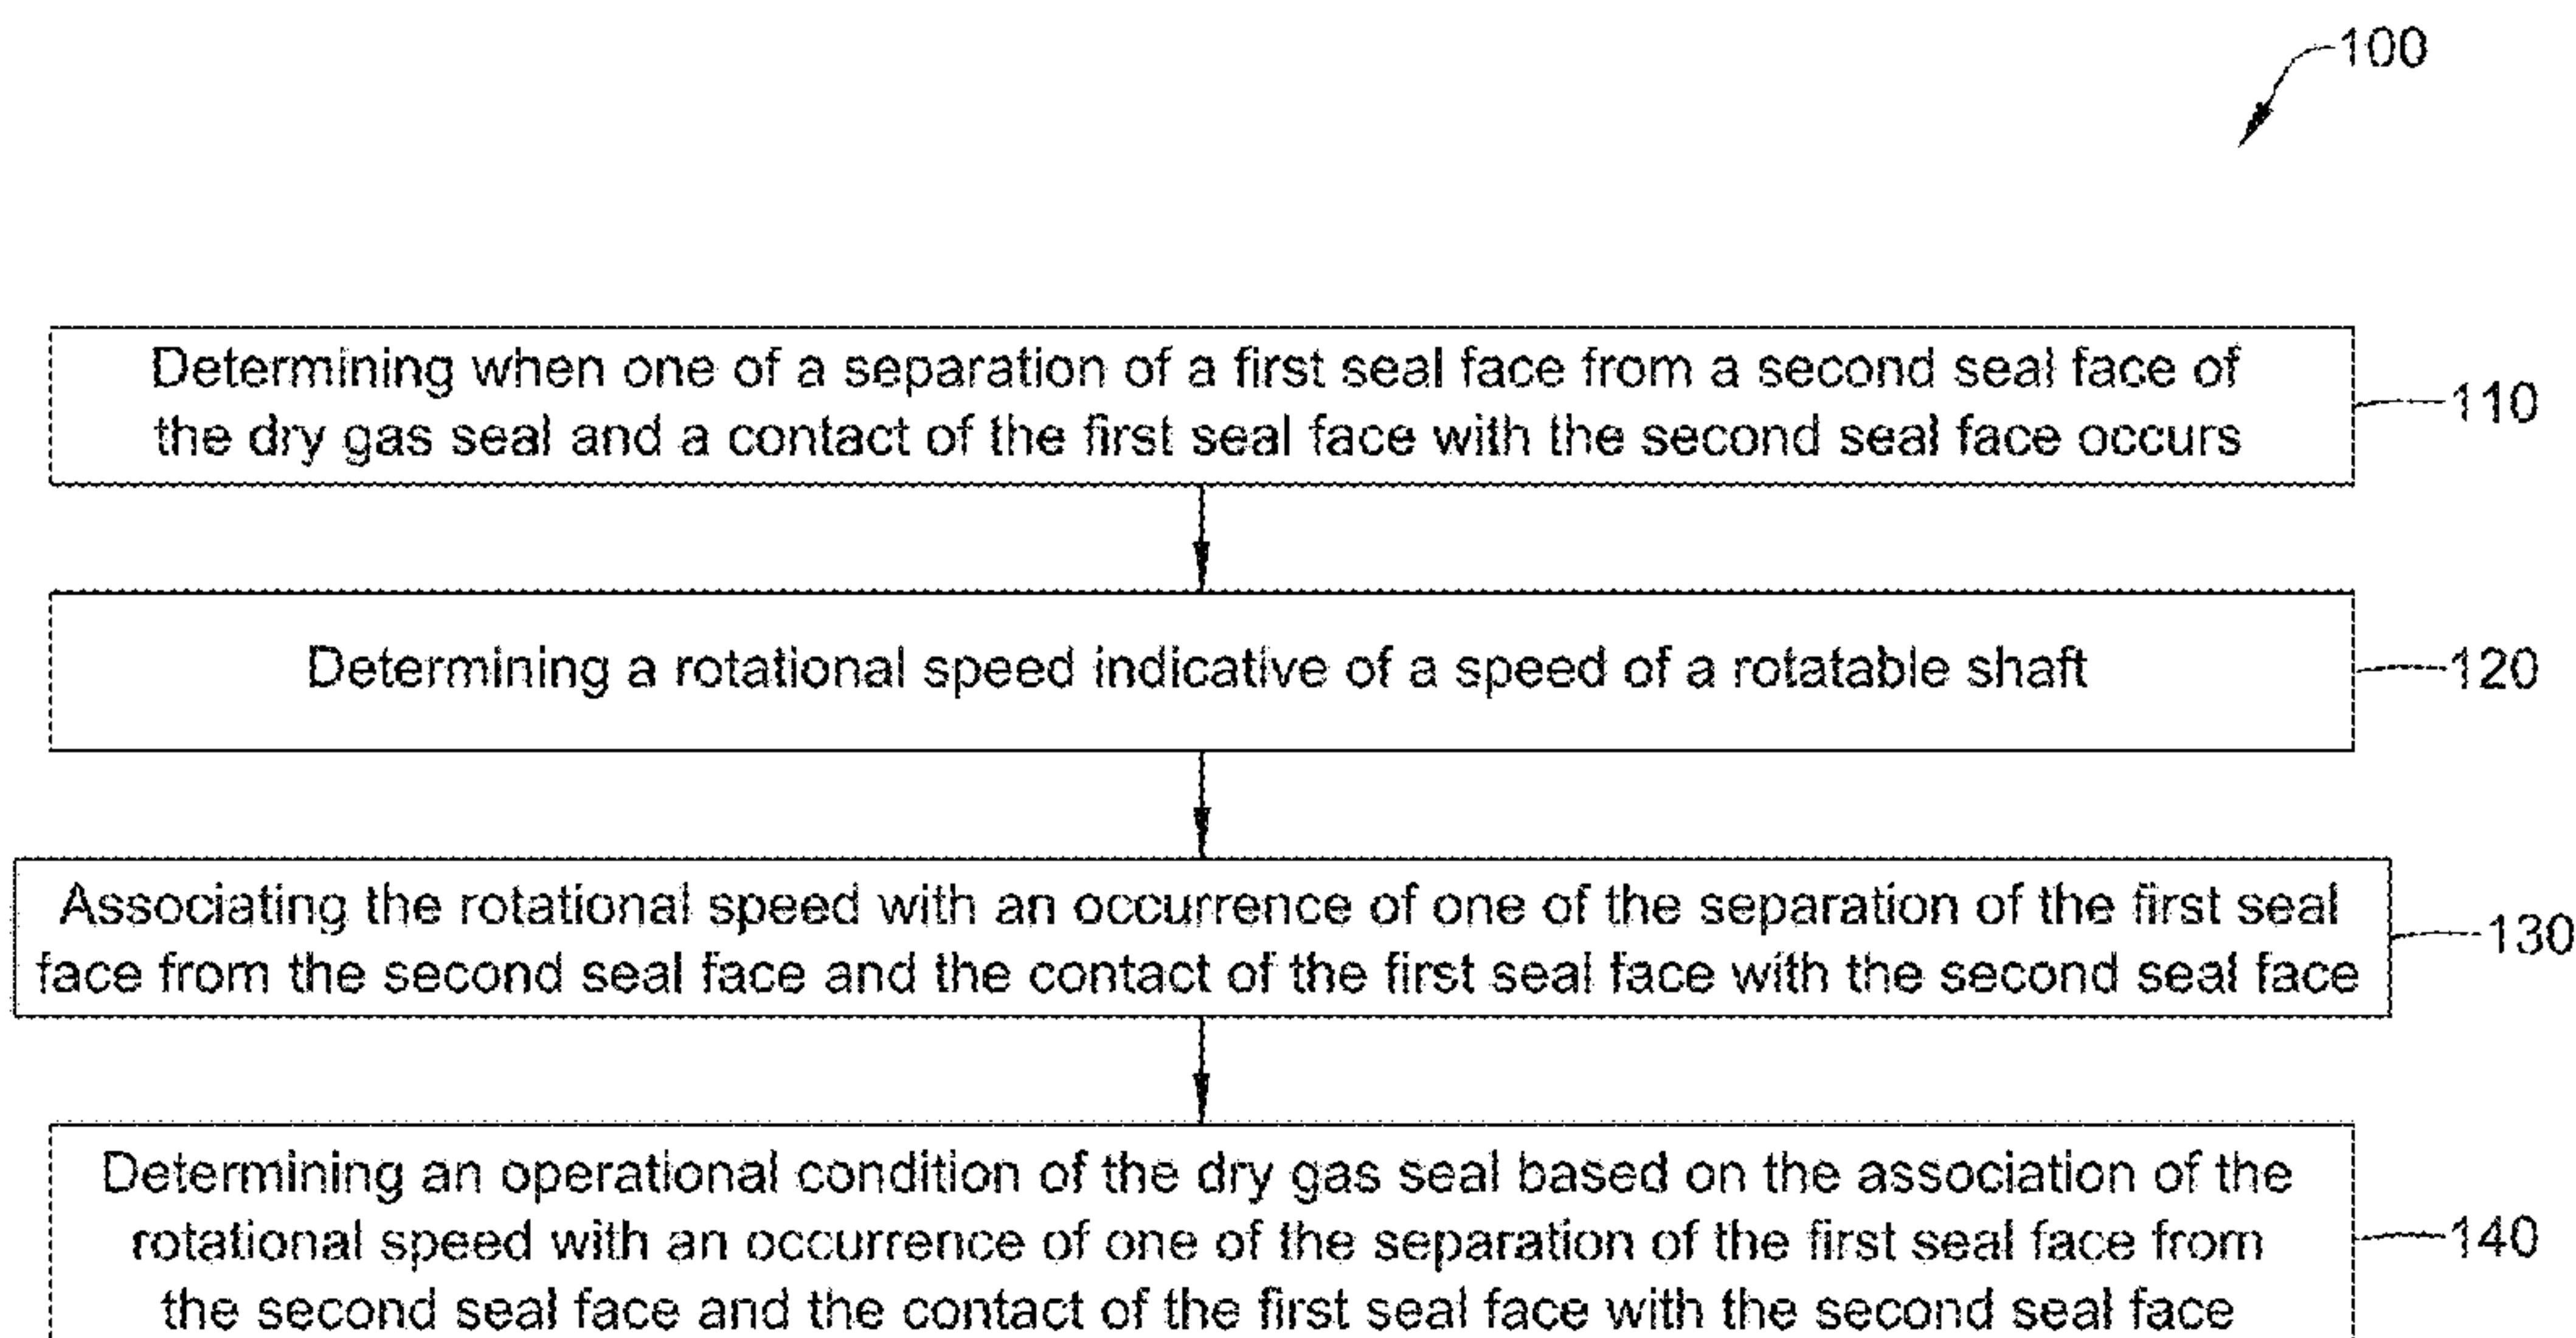 100
Determining when one of a separation of a first seal face from a second seal face of
the dry gas seal and a contact of the first seal face with the second seal face occurs
110
Determining a rotational speed indicative of a speed of a rotatable shaft
120
Associating the rotational speed with an occurrence of one of the separation of the first seal
face from the second seal face and the contact of the first seal face with the second seal face
130
Determining an operational condition of the dry gas seal based on the association of the
rotational speed with an occurrence of one of the separation of the first seal face from
the second seal face and the contact of the first seal face with the second seal face
140